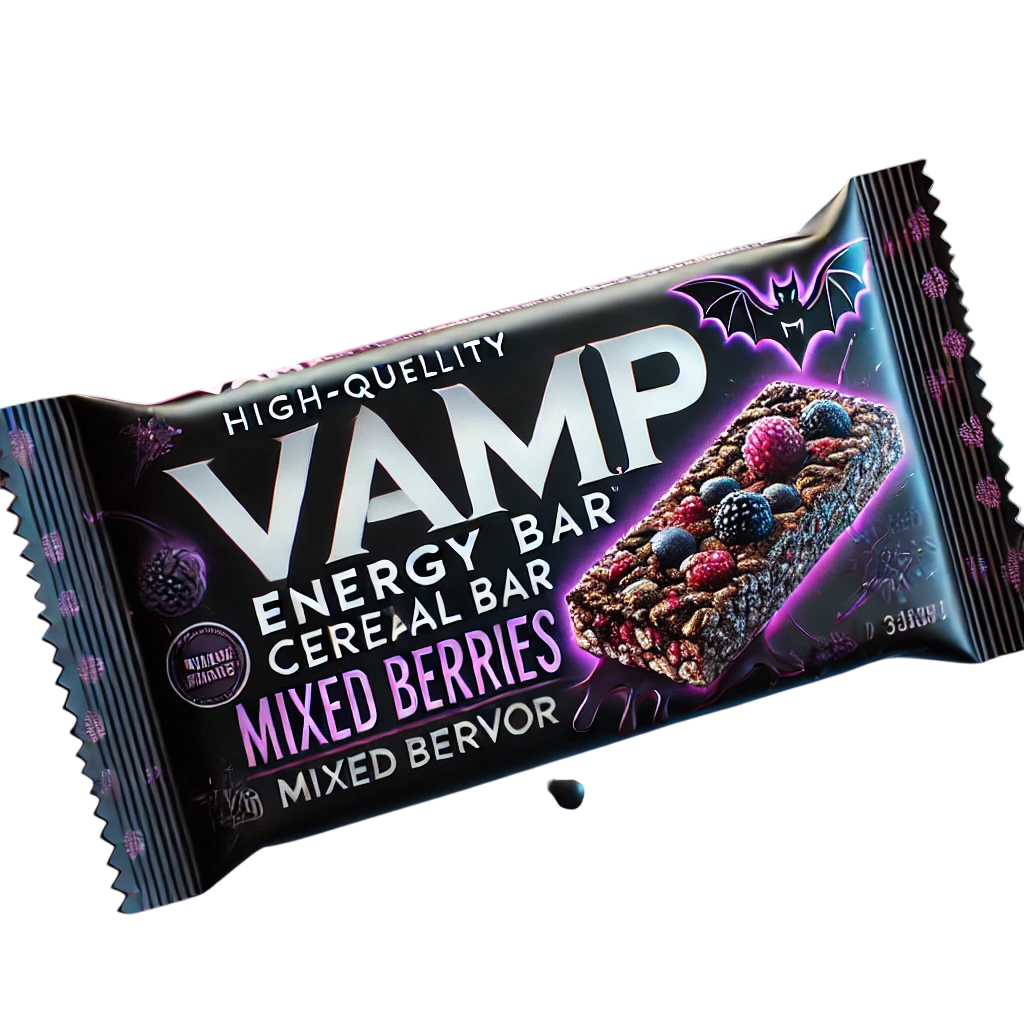 HIGH-QUELLITY
VAMP
ENERGY BAR
CEREAL BAR
MIXED BERRIES
MIXED BERVOR